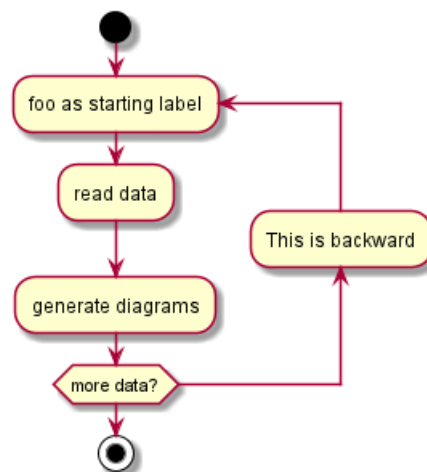 foo as starting label
read data
This is backward
generate diagrams
more data?